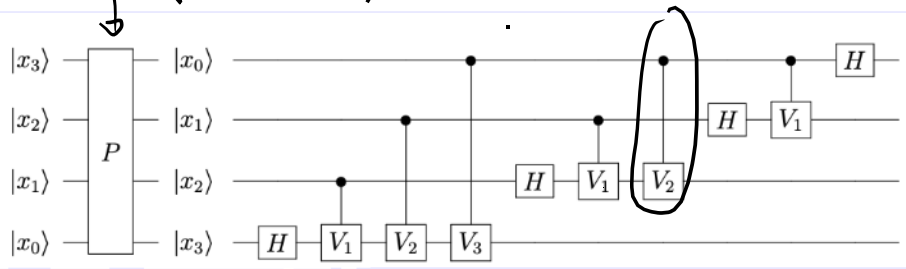 |x₃⟩ |x₀⟩ H
|x₂⟩ |x₁⟩ H V₁
P
|x₁⟩ |x₂⟩ H V₁ V₂
|x₀⟩ |x₃⟩ H V₁ V₂ V₃